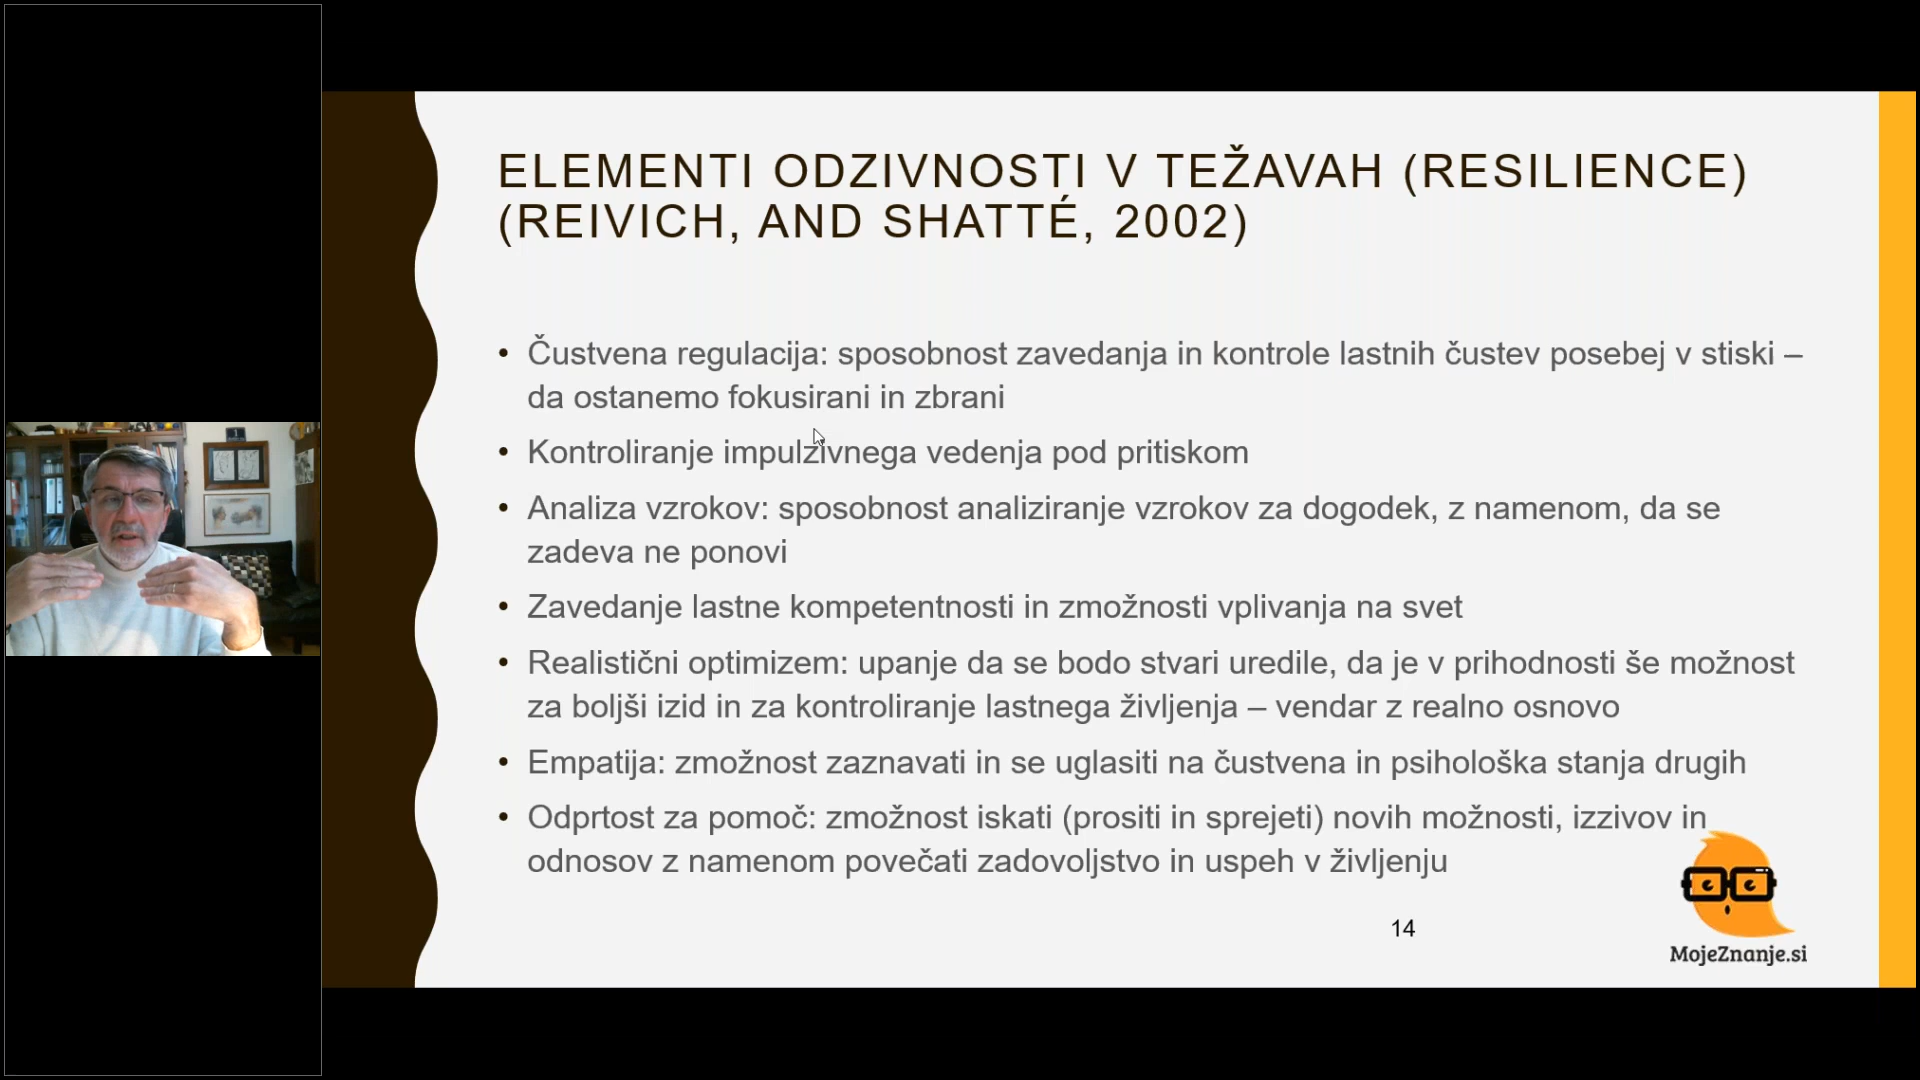 ELEMENTI ODZIVNOSTI V TEŽAVAH (RESILIENCE)
(REIVICH, AND SHATTÉ, 2002)
• Čustvena regulacija: sposobnost zavedanja in kontrole lastnih čustev posebej v stiski –
da ostanemo fokusirani in zbrani
• Kontroliranje impulzivnega vedenja pod pritiskom
• Analiza vzrokov: sposobnost analiziranje vzrokov za dogodek, z namenom, da se
zadeva ne ponovi
• Zavedanje lastne kompetentnosti in zmožnosti vplivanja na svet
• Realistični optimizem: upanje da se bodo stvari uredile, da je v prihodnosti še možnost
za boljši izid in za kontroliranje lastnega življenja – vendar z realno osnovo
• Empatija: zmožnost zaznavati in se uglasiti na čustvena in psihološka stanja drugih
• Odprtost za pomoč: zmožnost iskati (prositi in sprejeti) novih možnosti, izzivov in
odnosov z namenom povečati zadovoljstvo in uspeh v življenju
14
MojeZnanje.si